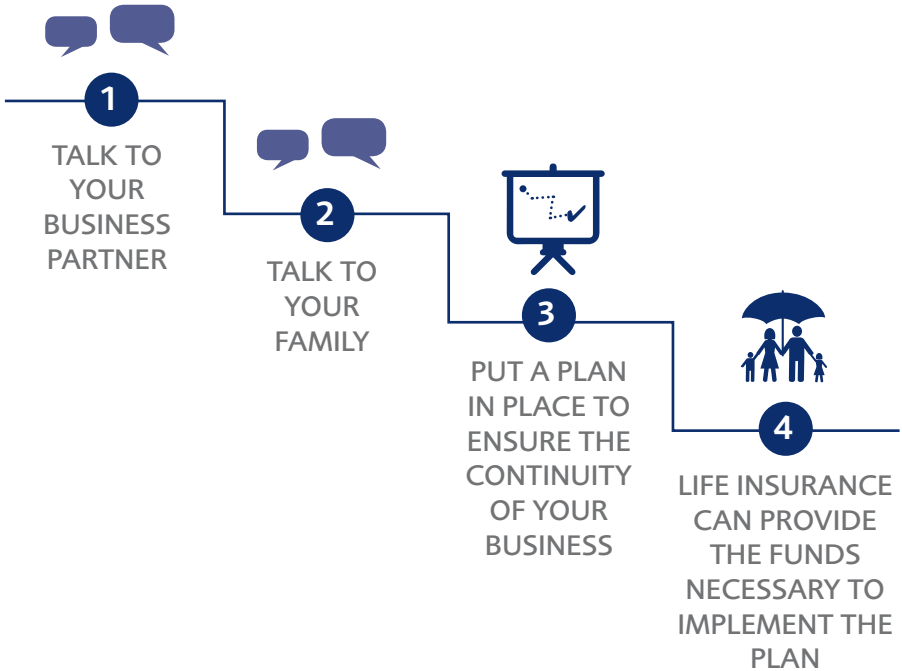 1
TALK TO
YOUR
BUSINESS
PARTNER
2
TALK TO
YOUR
FAMILY
3
PUT A PLAN
IN PLACE TO
ENSURE THE
CONTINUITY
OF YOUR
BUSINESS
4
LIFE INSURANCE
CAN PROVIDE
THE FUNDS
NECESSARY TO
IMPLEMENT THE
PLAN